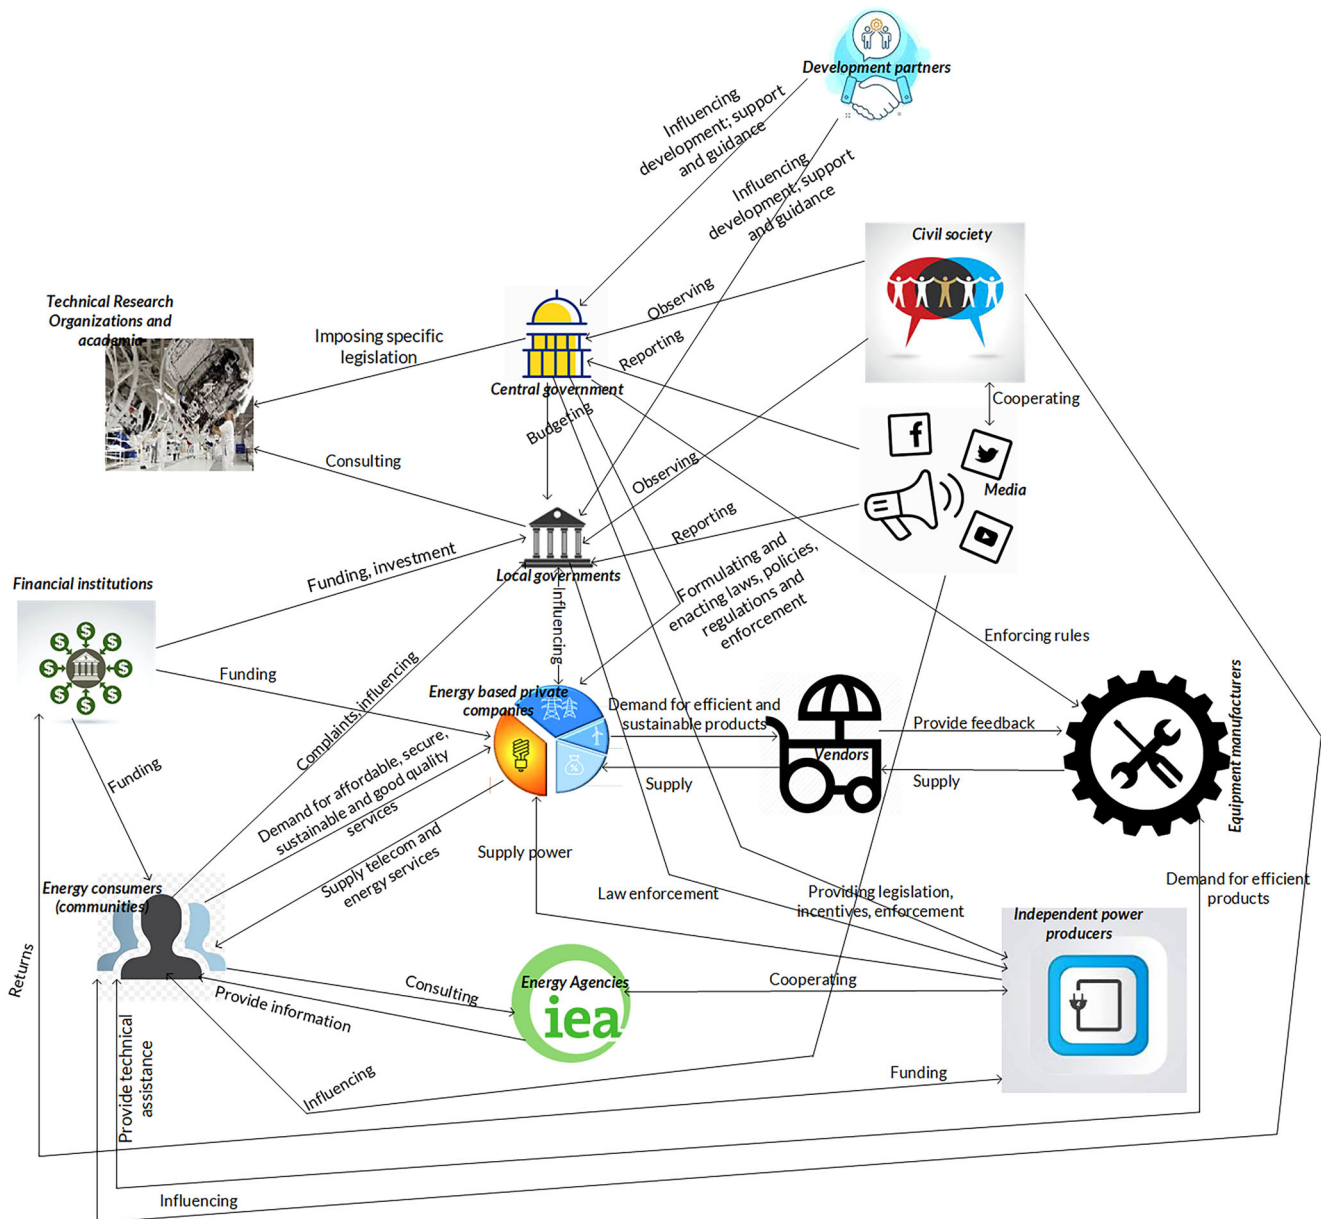 Development partners
Influencing
development; support
and guidance
Influencing
development; support
and guidance
Civil society
Technical Research
Organizations and
academia
Imposing specific
legislation
Observing
Reporting
Central government
Budgeting
Cooperating
f
Media
Consulting
Observing
Reporting
Funding, investment
Local governments
Formulating and
enacting laws, policies,
regulations and
enforcement
Financial institutions
$
$
$
$
$
$
$
$
Influencing
Enforcing rules
Funding
Energy based private
companies
Demand for efficient and
sustainable products
Provide feedback
Vendors
Equipment manufacturers
Complaints, influencing
Supply
Supply
Funding
Demand for affordable, secure,
sustainable and good quality
services
Supply telecom and
energy services
Supply power
Law enforcement
Providing legislation,
incentives, enforcement
Demand for efficient
products
Energy consumers
(communities)
Independent power
producers
Returns
Consulting
Provide information
Energy Agencies
iea
Cooperating
Provide technical
assistance
Influencing
Funding
Influencing